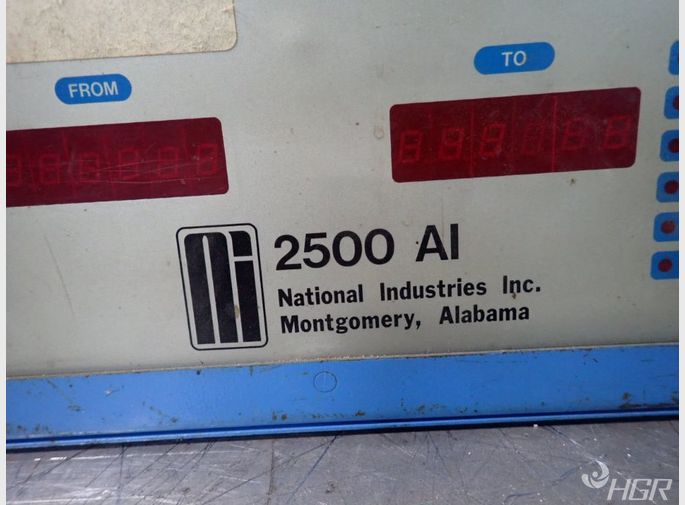 FROM
TO
2500 AI
National Industries Inc.
Montgomery, Alabama
HGR